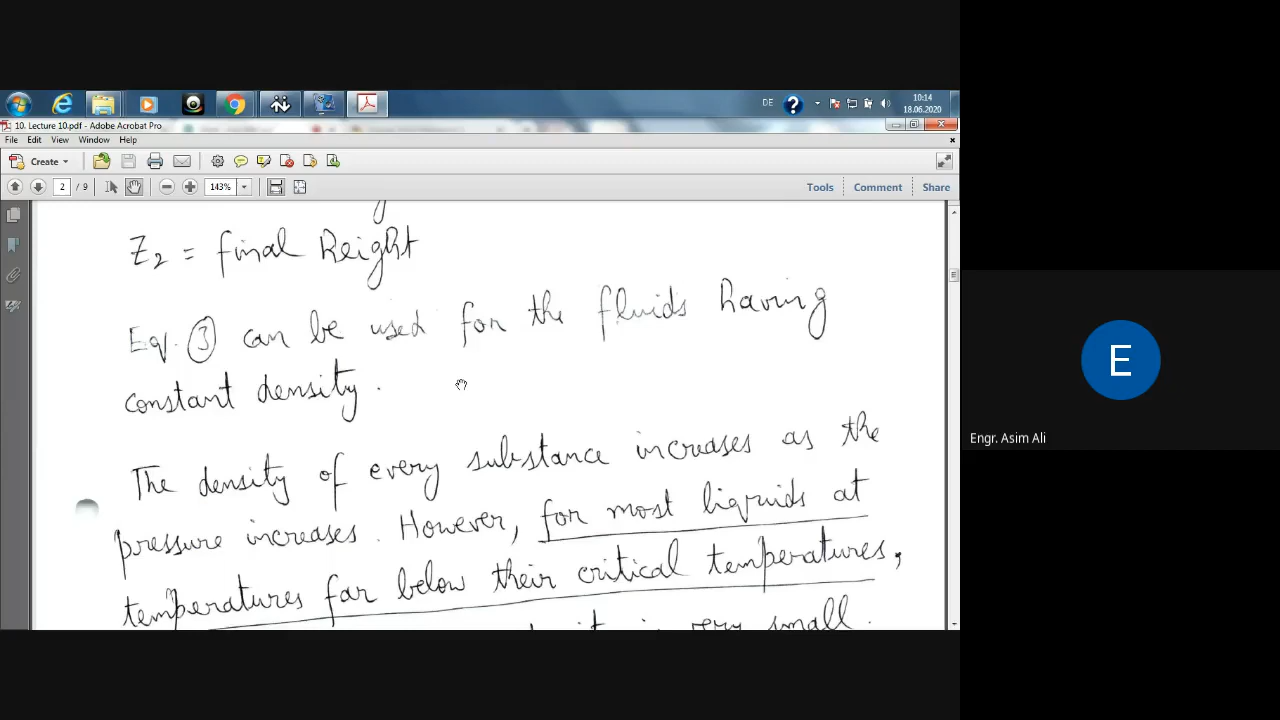 DE
10:14
18.06.2020
10. Lecture 10.pdf - Adobe Acrobat Pro
File Edit View Window Help
Create
2 / 9 143% Tools Comment Share
Z2 = final height
Eq. 3 can be used for the fluids having
constant density.
The density of every substance increases as the
pressure increases. However, for most liquids at
temperatures far below their critical temperatures,
very small.
E
Engr. Asim Ali